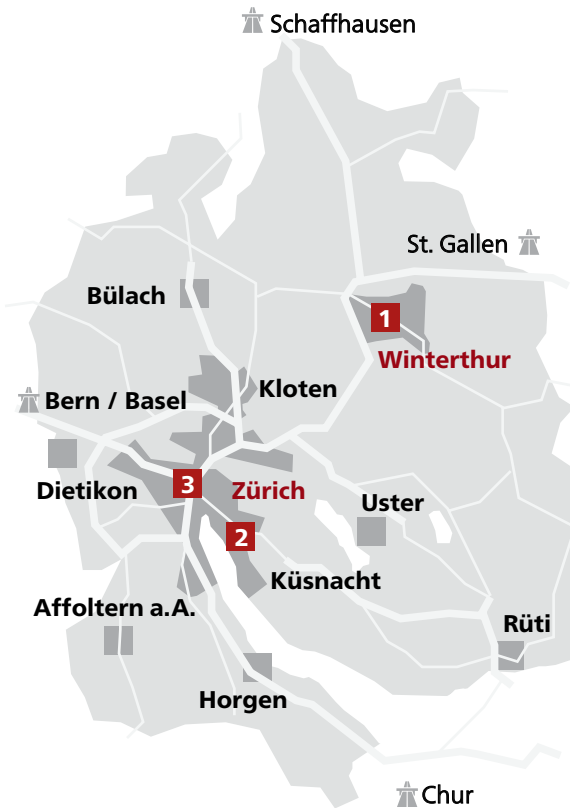 Schaffhausen
St. Gallen
Bülach
1
Winterthur
Kloten
Bern / Basel
3
Zürich
Dietikon
Uster
2
Küsnacht
Affoltern a.A.
Rüti
Horgen
Chur